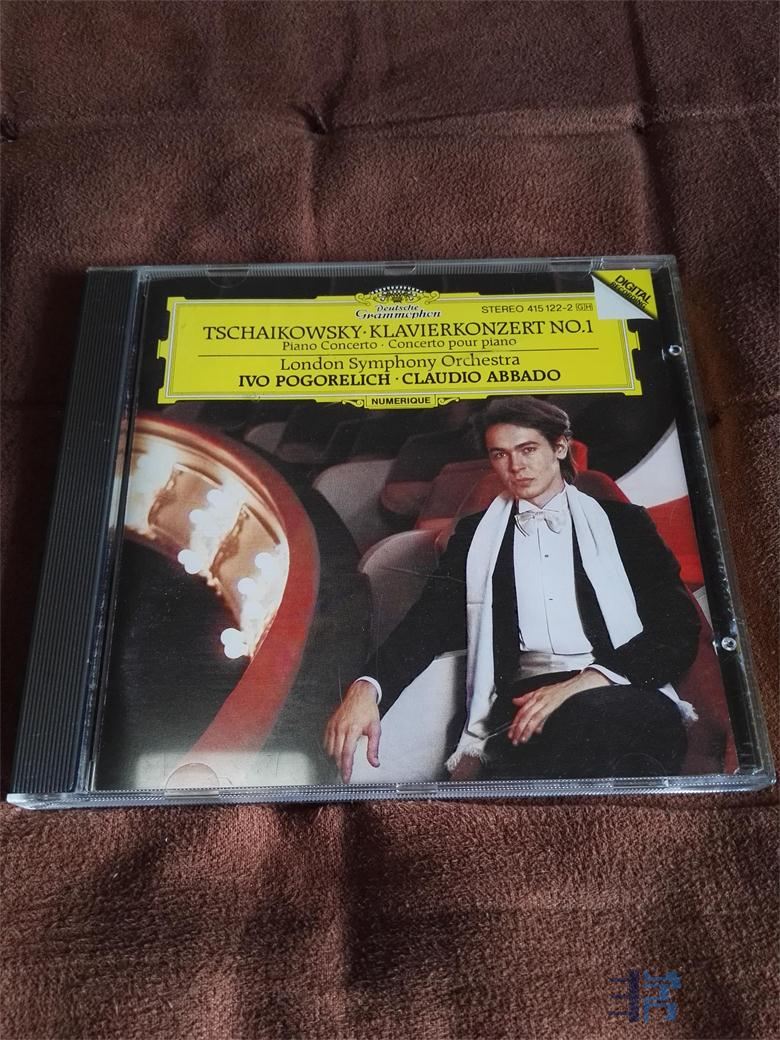 Deutsche
Grammophon
STEREO 415 122-2 GH
DIGITAL
RECORDING
TSCHAIKOWSKY · KLAVIERKONZERT NO.1
Piano Concerto · Concerto pour piano
London Symphony Orchestra
IVO POGORELICH · CLAUDIO ABBADO
NUMERIQUE